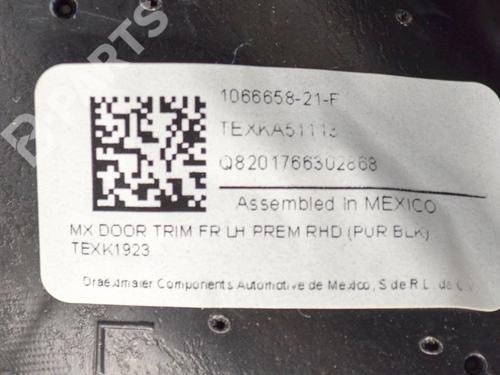 B-PARTS
1066658-21-F
TEXKA51113
Q8201766302868
Assembled in MEXICO
MX DOOR TRIM FR LH PREM RHD (PUR BLK)
TEXK1923
Draexlmaier Components Automotive de Mexico, S de R.L. de C.V.